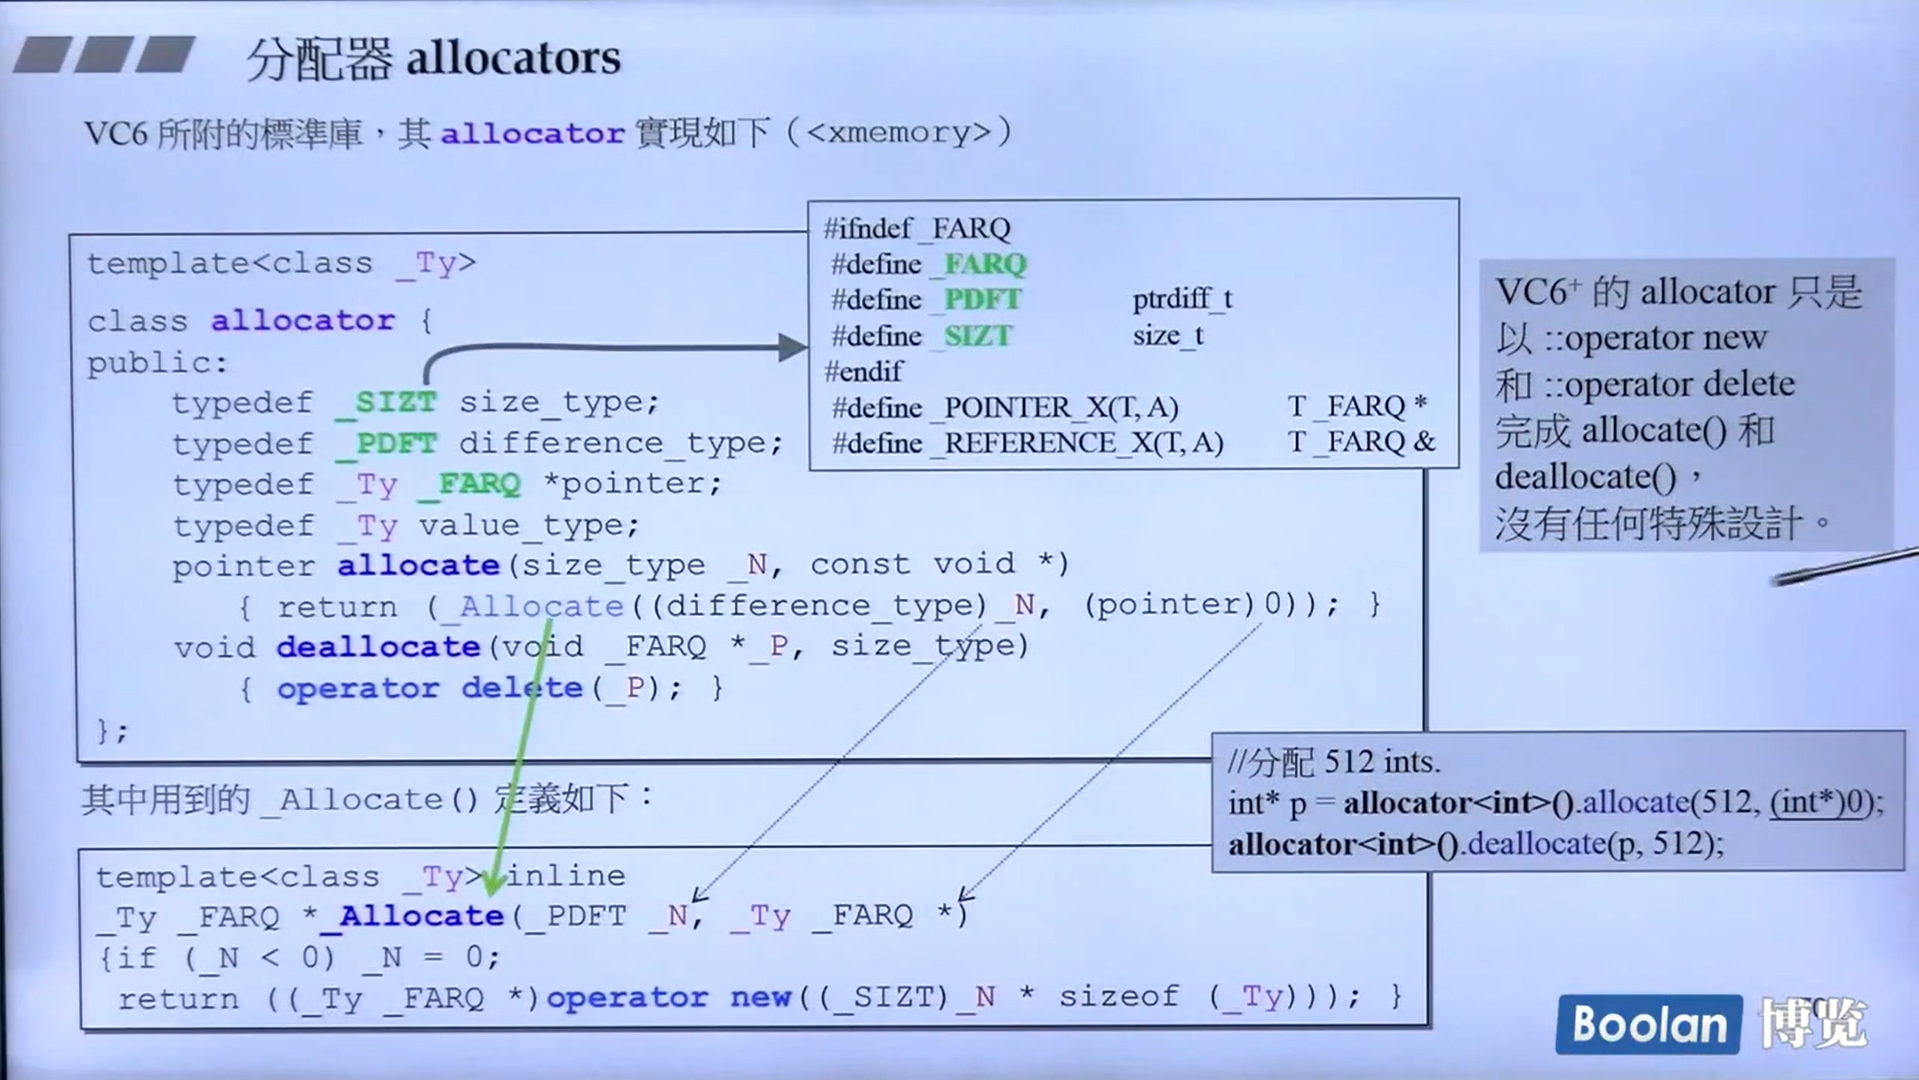 分配器 allocators
VC6 所附的標準庫，其 allocator 實現如下（<xmemory>）
template<class _Ty>
class allocator {
public:
typedef _SIZT size_type;
typedef _PDFT difference_type;
typedef _Ty _FARQ *pointer;
typedef _Ty value_type;
pointer allocate(size_type _N, const void *)
{ return (_Allocate((difference_type)_N, (pointer)0)); }
void deallocate(void _FARQ *_P, size_type)
{ operator delete(_P); }
};
#ifndef _FARQ
#define _FARQ
#define _PDFT ptrdiff_t
#define _SIZT size_t
#endif
#define _POINTER_X(T, A) T _FARQ *
#define _REFERENCE_X(T, A) T _FARQ &
VC6+ 的 allocator 只是
以 ::operator new
和 ::operator delete
完成 allocate() 和
deallocate()，
沒有任何特殊設計。
//分配 512 ints.
int* p = allocator<int>().allocate(512, (int*)0);
allocator<int>().deallocate(p, 512);
其中用到的 _Allocate() 定義如下：
template<class _Ty> inline
_Ty _FARQ *_Allocate(_PDFT _N, _Ty _FARQ *)
{if (_N < 0) _N = 0;
return ((_Ty _FARQ *)operator new((_SIZT)_N * sizeof (_Ty))); }
Boolan 博览